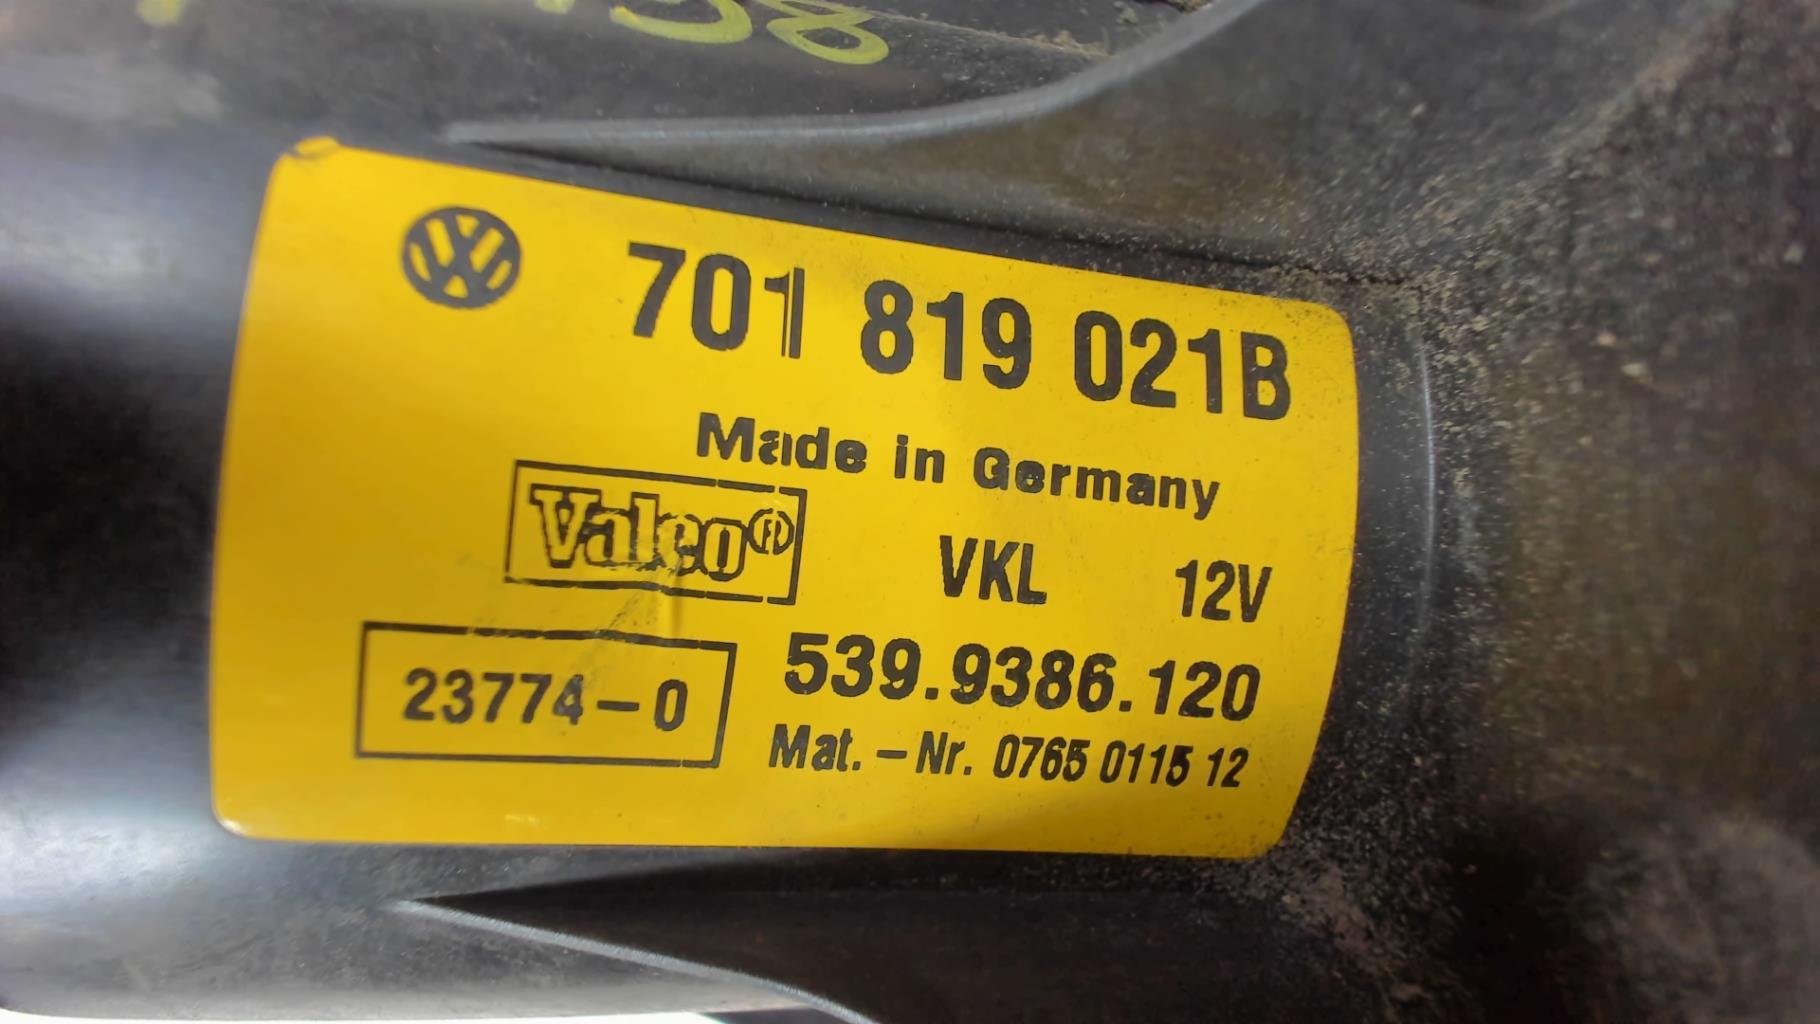 58
701 819 021B
Made in Germany
Valeo®
VKL 12V
23774-0
539.9386.120
Mat.-Nr. 0765 0115 12